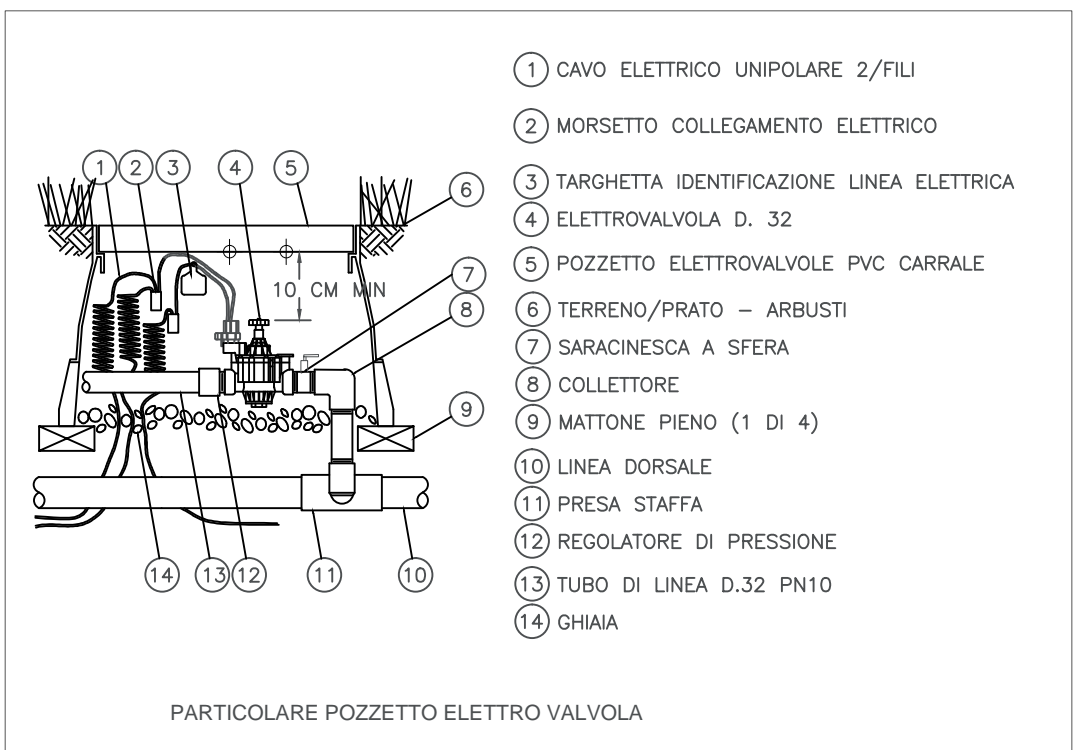 1 CAVO ELETTRICO UNIPOLARE 2/FILI
2 MORSETTO COLLEGAMENTO ELETTRICO
3 TARGHETTA IDENTIFICAZIONE LINEA ELETTRICA
4 ELETTROVALVOLA D. 32
5 POZZETTO ELETTROVALVOLE PVC CARRALE
6 TERRENO/PRATO – ARBUSTI
7 SARACINESCA A SFERA
8 COLLETTORE
9 MATTONE PIENO (1 DI 4)
10 LINEA DORSALE
11 PRESA STAFFA
12 REGOLATORE DI PRESSIONE
13 TUBO DI LINEA D.32 PN10
14 GHIAIA
1 2 3 4 5
6
7
10 CM MIN
8
9
14 13 12 11 10
PARTICOLARE POZZETTO ELETTRO VALVOLA